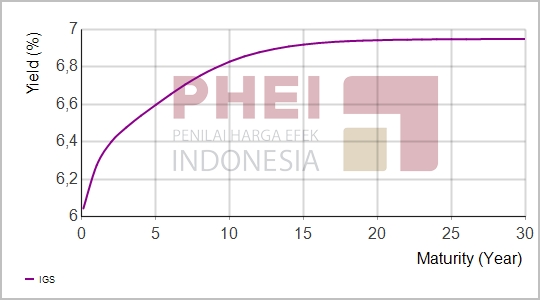 Yield (%)
7
6,8
6,6
6,4
6,2
6
PHEI
PENILAI HARGA EFEK
INDONESIA
0 5 10 15 20 25 30
Maturity (Year)
IGS